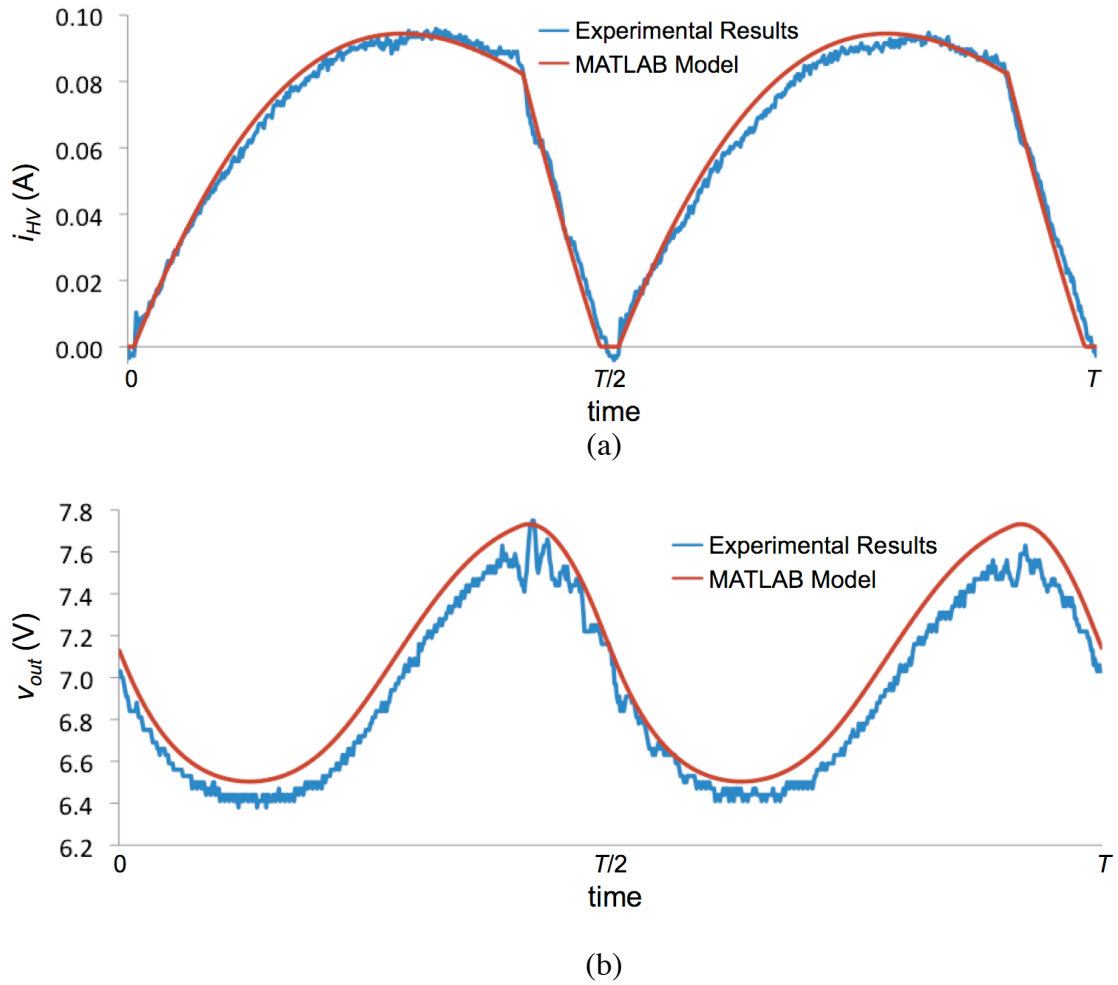 0.10
0.08
0.06
0.04
0.02
0.00
i_HV (A)
Experimental Results
MATLAB Model
0
T/2
T
time
(a)
7.8
7.6
7.4
7.2
7.0
6.8
6.6
6.4
6.2
v_out (V)
Experimental Results
MATLAB Model
0
T/2
T
time
(b)